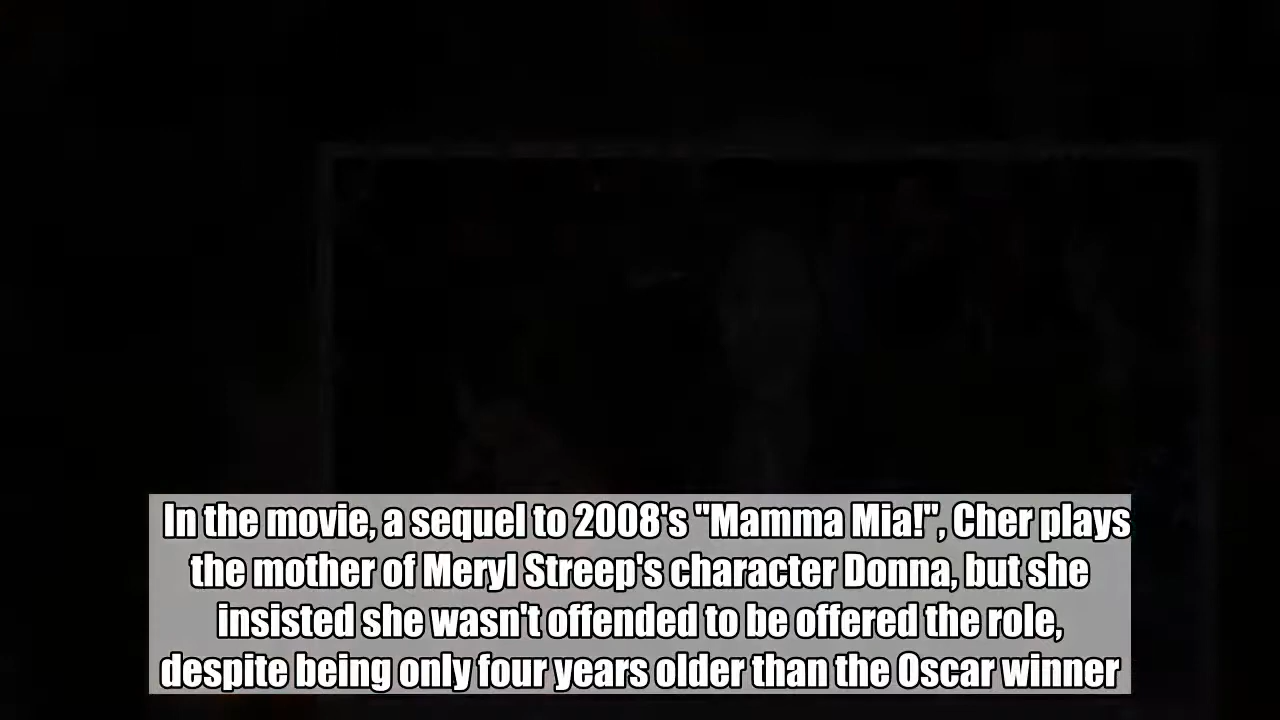 In the movie, a sequel to 2008's "Mamma Mia!", Cher plays
the mother of Meryl Streep's character Donna, but she
insisted she wasn't offended to be offered the role,
despite being only four years older than the Oscar winner